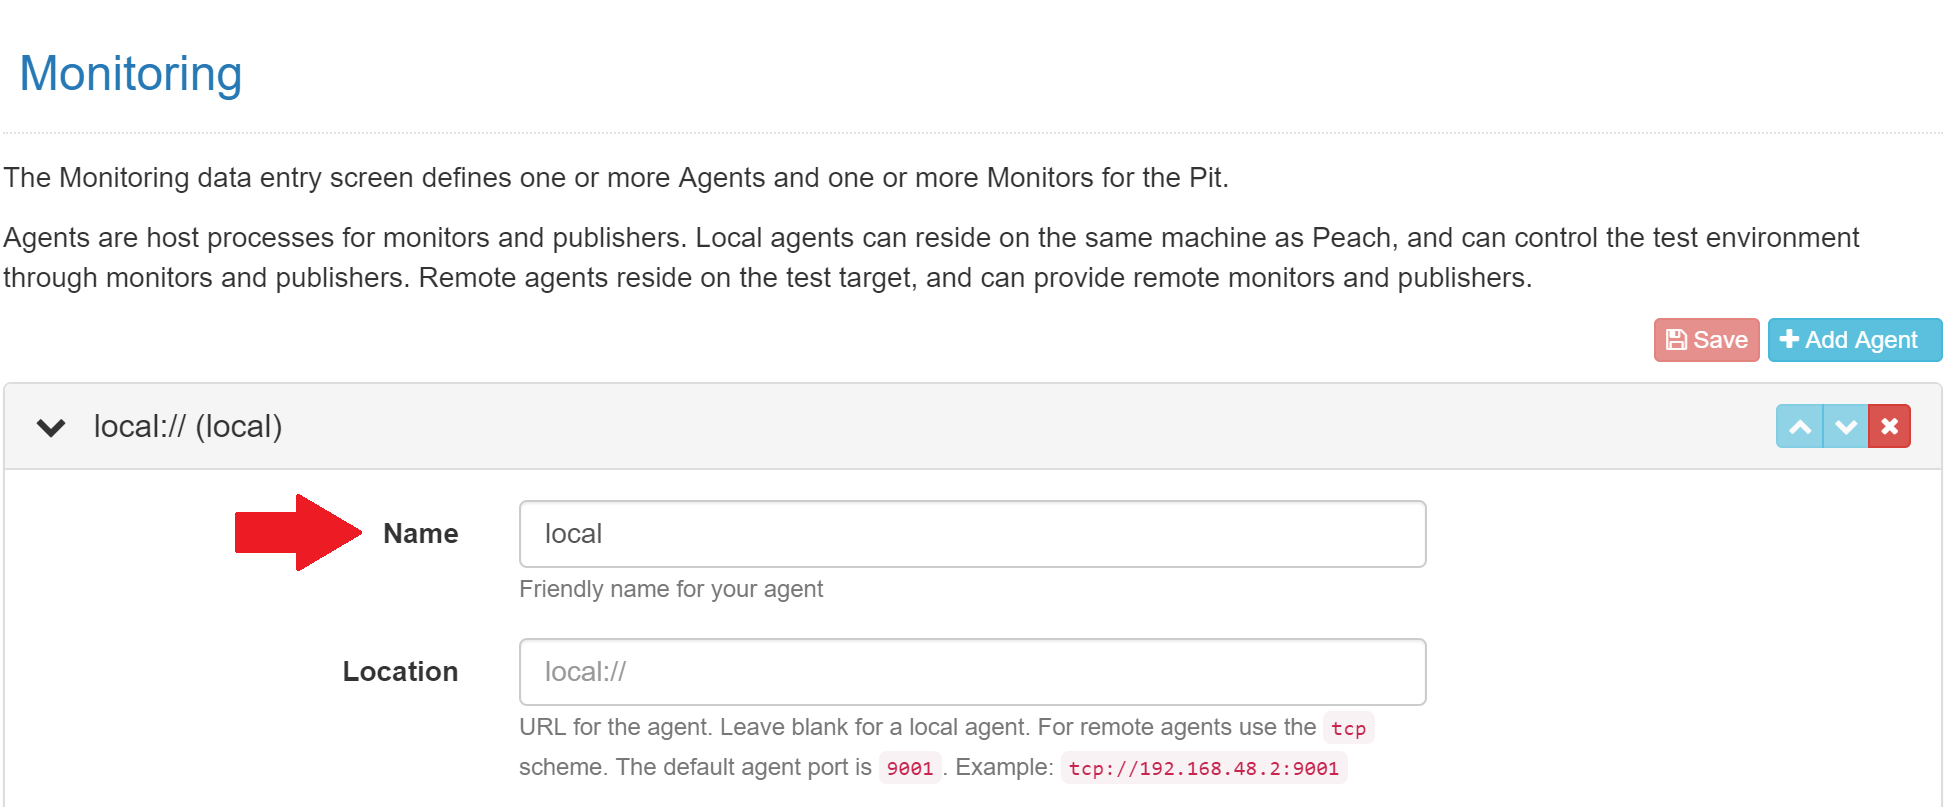 Monitoring
The Monitoring data entry screen defines one or more Agents and one or more Monitors for the Pit.
Agents are host processes for monitors and publishers. Local agents can reside on the same machine as Peach, and can control the test environment
through monitors and publishers. Remote agents reside on the test target, and can provide remote monitors and publishers.
Save Add Agent
local:// (local)
Name local
Friendly name for your agent
Location local://
URL for the agent. Leave blank for a local agent. For remote agents use the tcp
scheme. The default agent port is 9001 . Example: tcp://192.168.48.2:9001